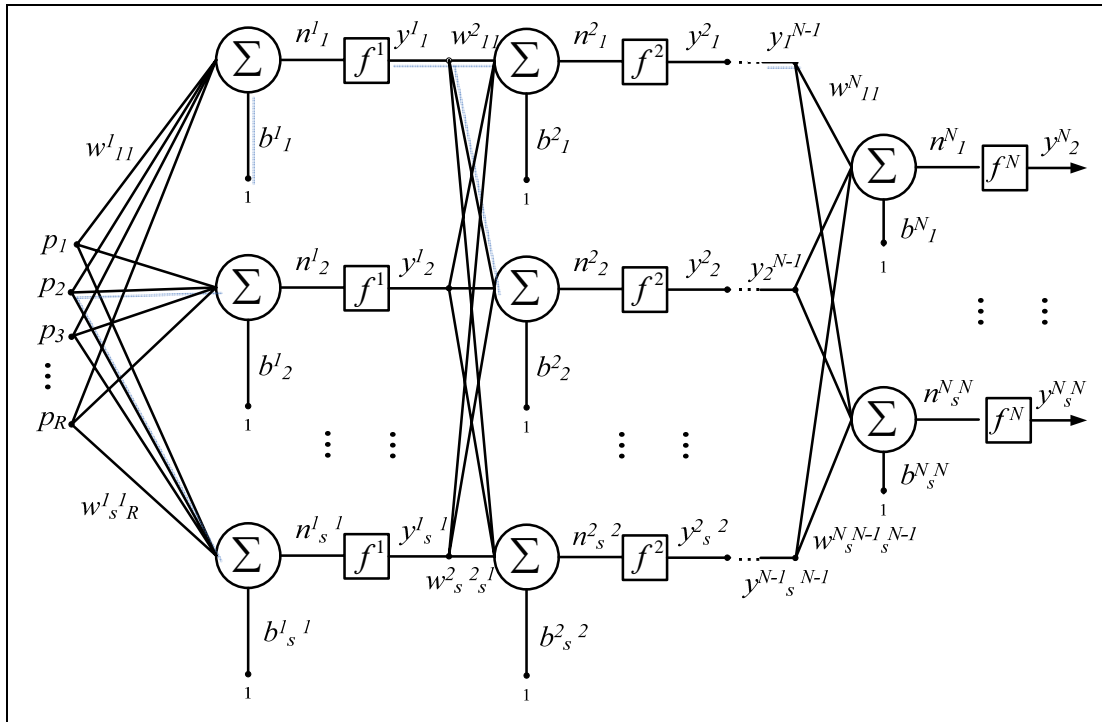 n¹₁ y¹₁ w²₁₁ n²₁ y²₁ y₁ᴺ⁻¹
Σ f¹ Σ f²
wᴺ₁₁
b¹₁ b²₁
w¹₁₁
nᴺ₁ yᴺ₂
Σ fᴺ
1 1
bᴺ₁
1
p₁
n¹₂ y¹₂ n²₂ y²₂ y₂ᴺ⁻¹
p₂
Σ f¹ Σ f²
p₃
b¹₂ b²₂
nᴺₛᴺ yᴺₛᴺ
p_R
Σ fᴺ
1 1
bᴺₛᴺ
w¹ₛ¹_R
1
n¹ₛ¹ y¹ₛ¹ n²ₛ² y²ₛ² wᴺₛᴺ⁻¹ₛᴺ⁻¹
Σ f¹ Σ f²
w²ₛ²ₛ¹ yᴺ⁻¹ₛᴺ⁻¹
b¹ₛ¹ b²ₛ²
1 1